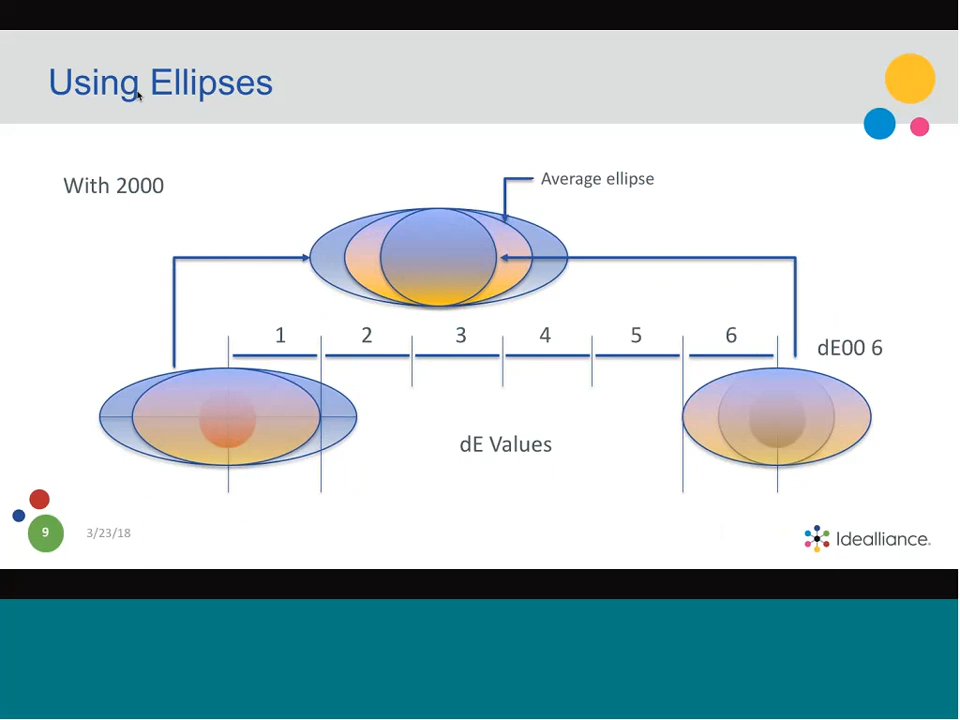 Using Ellipses
With 2000
Average ellipse
1 2 3 4 5 6
dE00 6
dE Values
9
3/23/18
Idealliance.